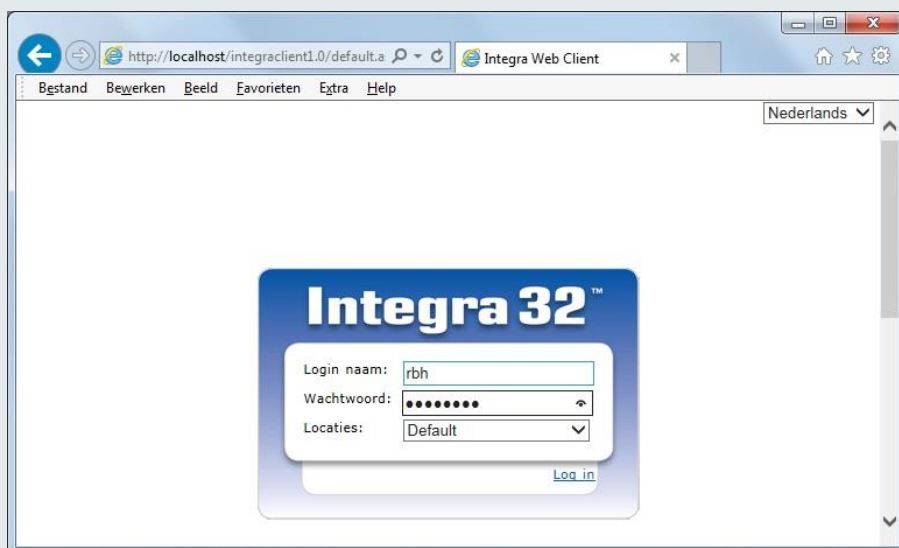 http://localhost/integraclient1.0/default.a
Integra Web Client
Bestand Bewerken Beeld Favorieten Extra Help
Nederlands
Integra 32™
Login naam: rbh
Wachtwoord: ••••••••
Locaties: Default
Log in